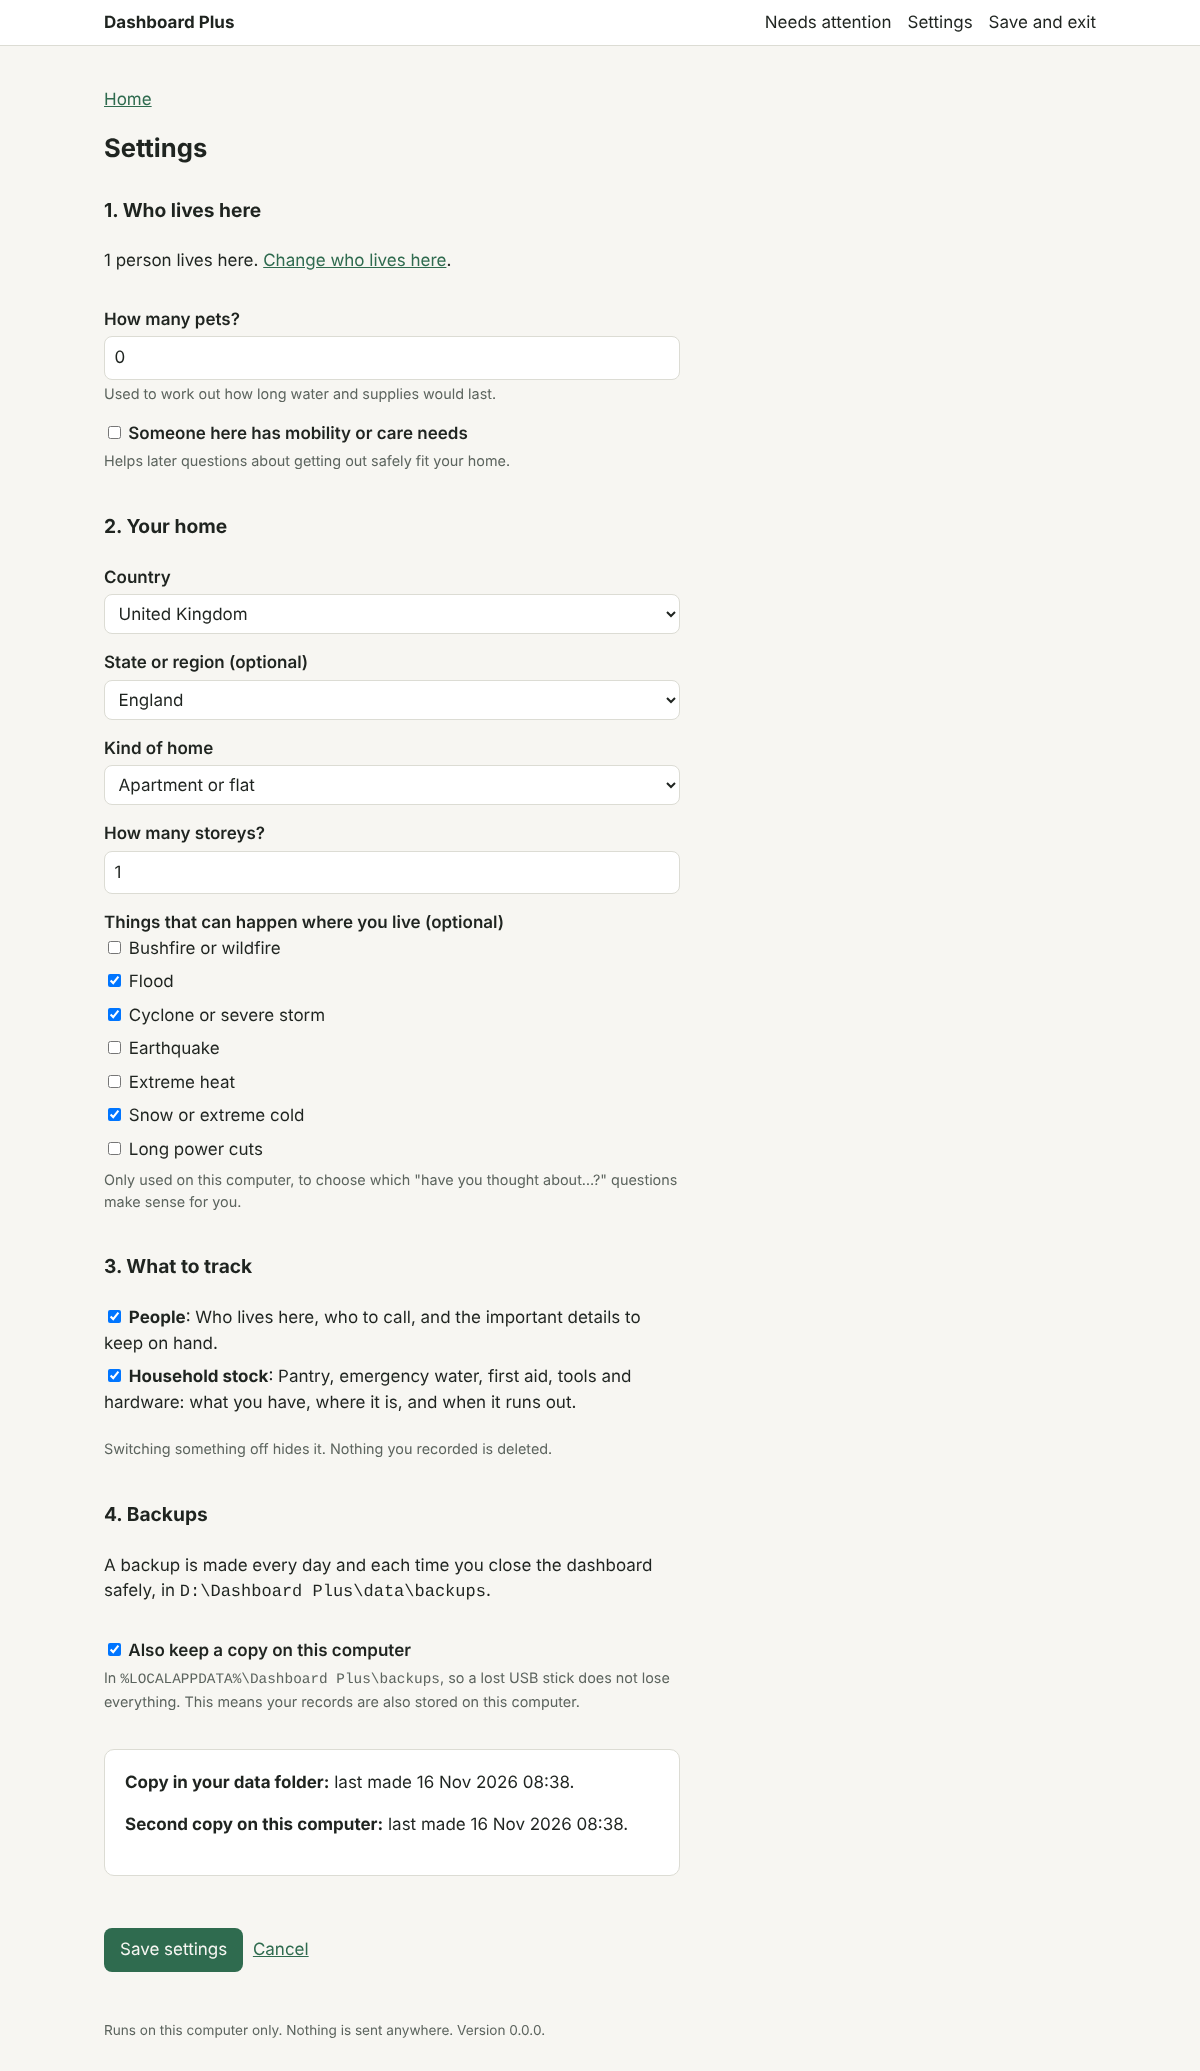 Dashboard Plus
Needs attention Settings Save and exit
Home
Settings
1. Who lives here
1 person lives here. Change who lives here.
How many pets?
0
Used to work out how long water and supplies would last.
Someone here has mobility or care needs
Helps later questions about getting out safely fit your home.
2. Your home
Country
United Kingdom
State or region (optional)
England
Kind of home
Apartment or flat
How many storeys?
1
Things that can happen where you live (optional)
Bushfire or wildfire
Flood
Cyclone or severe storm
Earthquake
Extreme heat
Snow or extreme cold
Long power cuts
Only used on this computer, to choose which "have you thought about...?" questions
make sense for you.
3. What to track
People: Who lives here, who to call, and the important details to
keep on hand.
Household stock: Pantry, emergency water, first aid, tools and
hardware: what you have, where it is, and when it runs out.
Switching something off hides it. Nothing you recorded is deleted.
4. Backups
A backup is made every day and each time you close the dashboard
safely, in D:\Dashboard Plus\data\backups.
Also keep a copy on this computer
In %LOCALAPPDATA%\Dashboard Plus\backups, so a lost USB stick does not lose
everything. This means your records are also stored on this computer.
Copy in your data folder: last made 16 Nov 2026 08:38.
Second copy on this computer: last made 16 Nov 2026 08:38.
Save settings Cancel
Runs on this computer only. Nothing is sent anywhere. Version 0.0.0.